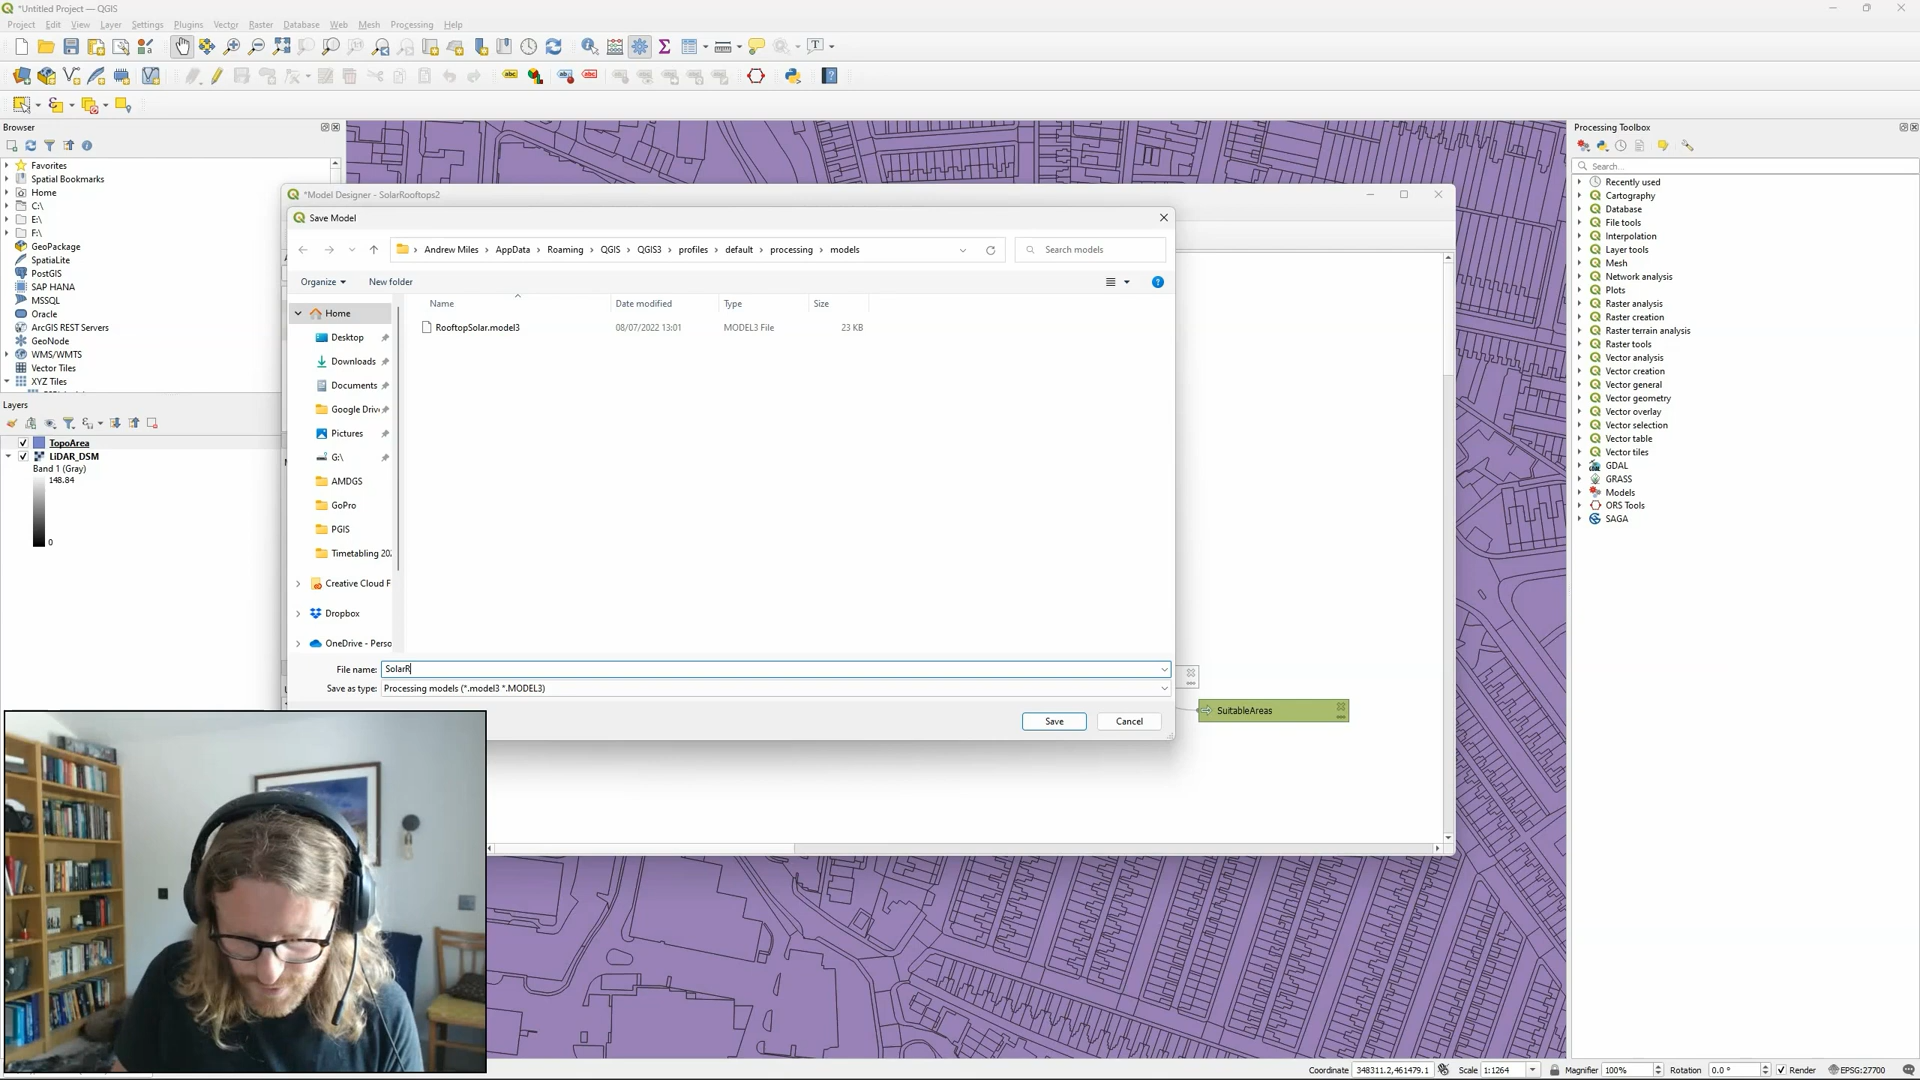 *Untitled Project — QGIS
Project Edit View Layer Settings Plugins Vector Raster Database Web Mesh Processing Help
Browser
Favorites
Spatial Bookmarks
Home
C:\
E:\
F:\
GeoPackage
SpatiaLite
PostGIS
SAP HANA
MSSQL
Oracle
ArcGIS REST Servers
GeoNode
WMS/WMTS
Vector Tiles
XYZ Tiles
Layers
TopoArea
LiDAR_DSM
Band 1 (Gray)
148.84
0
*Model Designer - SolarRooftops2
Save Model
Andrew Miles > AppData > Roaming > QGIS > QGIS3 > profiles > default > processing > models
Search models
Organize New folder
Name Date modified Type Size
RooftopSolar.model3 08/07/2022 13:01 MODEL3 File 23 KB
Home
Desktop
Downloads
Documents
Google Driv
Pictures
G:\
AMDGS
GoPro
PGIS
Timetabling 202
Creative Cloud F
Dropbox
OneDrive - Perso
File name: SolarR
Save as type: Processing models (*.model3 *.MODEL3)
Save Cancel
SuitableAreas
Processing Toolbox
Search...
Recently used
Cartography
Database
File tools
Interpolation
Layer tools
Mesh
Network analysis
Plots
Raster analysis
Raster creation
Raster terrain analysis
Raster tools
Vector analysis
Vector creation
Vector general
Vector geometry
Vector overlay
Vector selection
Vector table
Vector tiles
GDAL
GRASS
Models
ORS Tools
SAGA
Coordinate 348311.2,461479.1 Scale 1:1264 Magnifier 100% Rotation 0.0 ° Render EPSG:27700